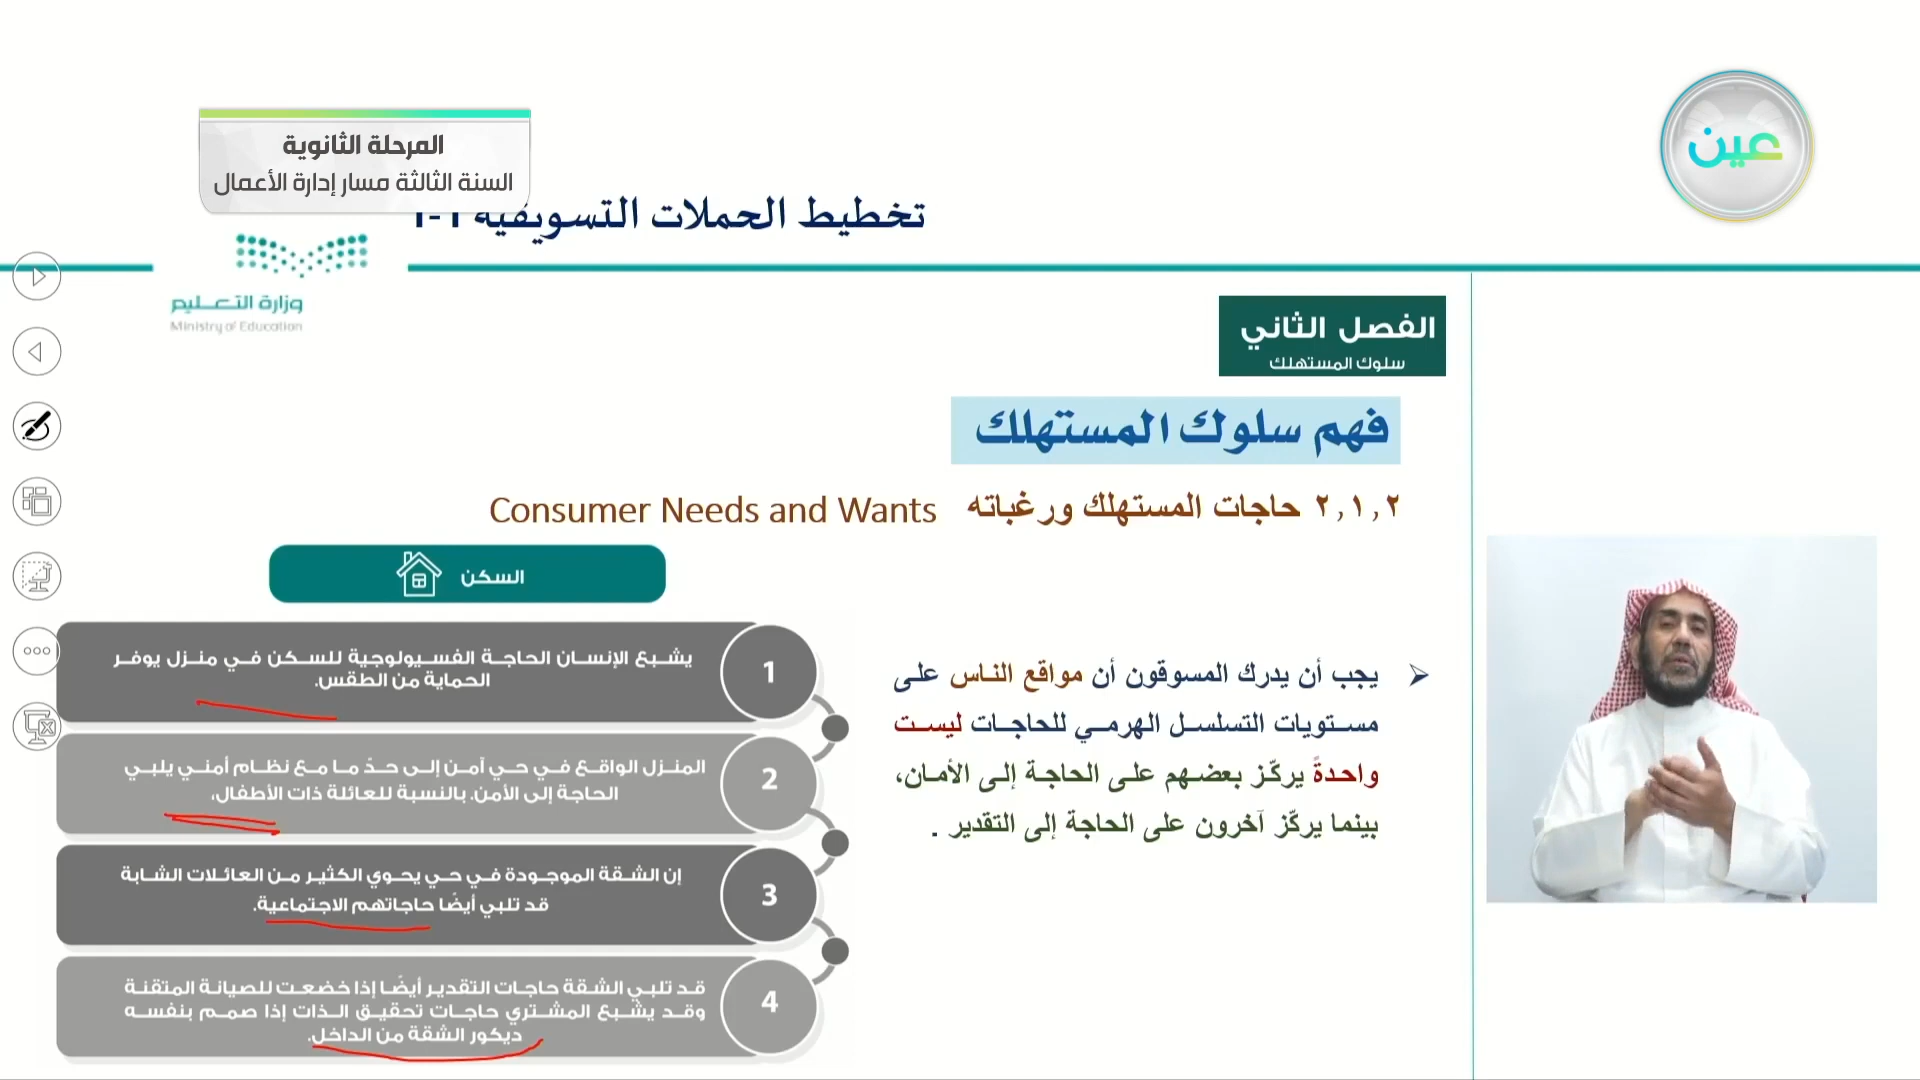 المرحلة الثانوية
السنة الثالثة مسار إدارة الأعمال
عين
تخطيط الحملات التسويقية ١-١
وزارة التعليم
Ministry of Education
الفصل الثاني
سلوك المستهلك
فهم سلوك المستهلك
٢,١,٢ حاجات المستهلك ورغباته Consumer Needs and Wants
يجب أن يدرك المسوقون أن مواقع الناس على
مستويات التسلسل الهرمي للحاجات ليست
واحدةً يركّز بعضهم على الحاجة إلى الأمان،
بينما يركّز آخرون على الحاجة إلى التقدير .
السكن
1
يشبع الإنسان الحاجة الفسيولوجية للسكن في منزل يوفر
الحماية من الطقس.
2
المنزل الواقع في حي آمن إلى حدّ ما مع نظام أمني يلبي
الحاجة إلى الأمن. بالنسبة للعائلة ذات الأطفال،
3
إن الشقة الموجودة في حي يحوي الكثير من العائلات الشابة
قد تلبي أيضًا حاجاتهم الاجتماعية.
4
قد تلبي الشقة حاجات التقدير أيضًا إذا خضعت للصيانة المتقنة
وقد يشبع المشتري حاجات تحقيق الذات إذا صمم بنفسه
ديكور الشقة من الداخل.